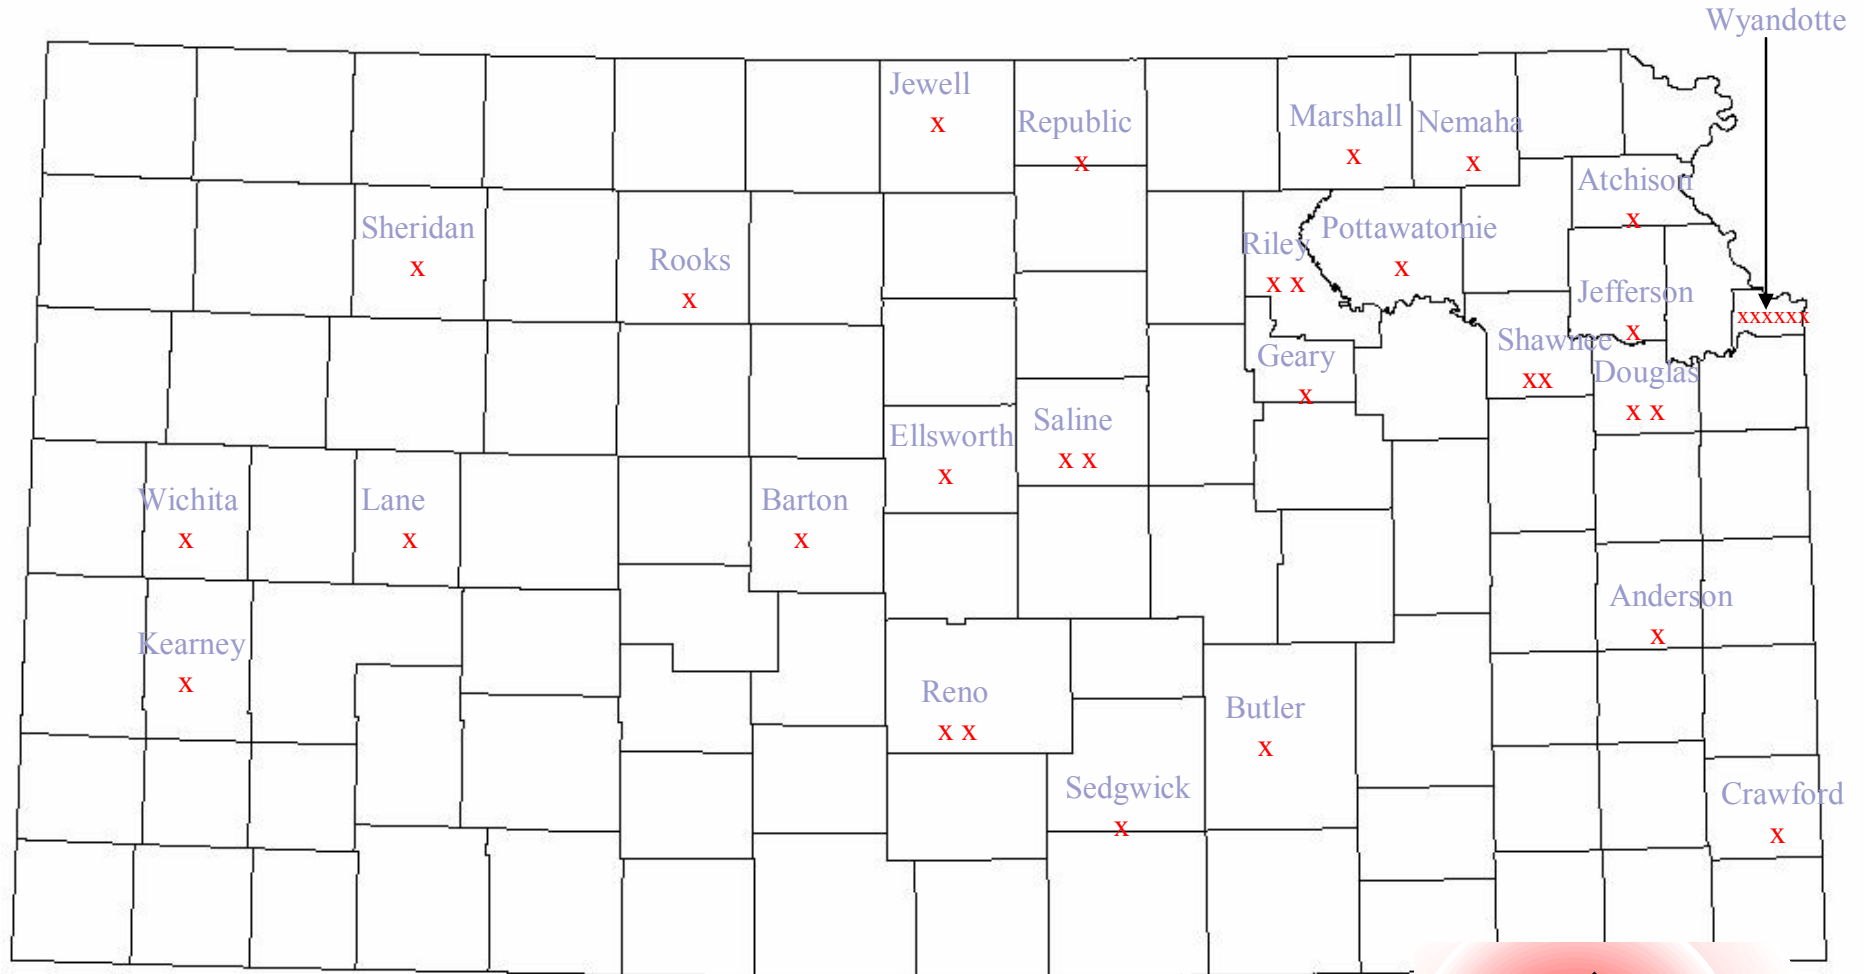 Wyandotte
xxxxxx
Jewell
x
Republic
x
Marshall
x
Nemaha
x
Atchison
x
Sheridan
x
Rooks
x
Riley
x x
Pottawatomie
x
Jefferson
x
Shawnee
xx
Geary
x
Douglas
x x
Ellsworth
x
Saline
x x
Wichita
x
Lane
x
Barton
x
Anderson
x
Kearney
x
Reno
x x
Butler
x
Sedgwick
x
Crawford
x